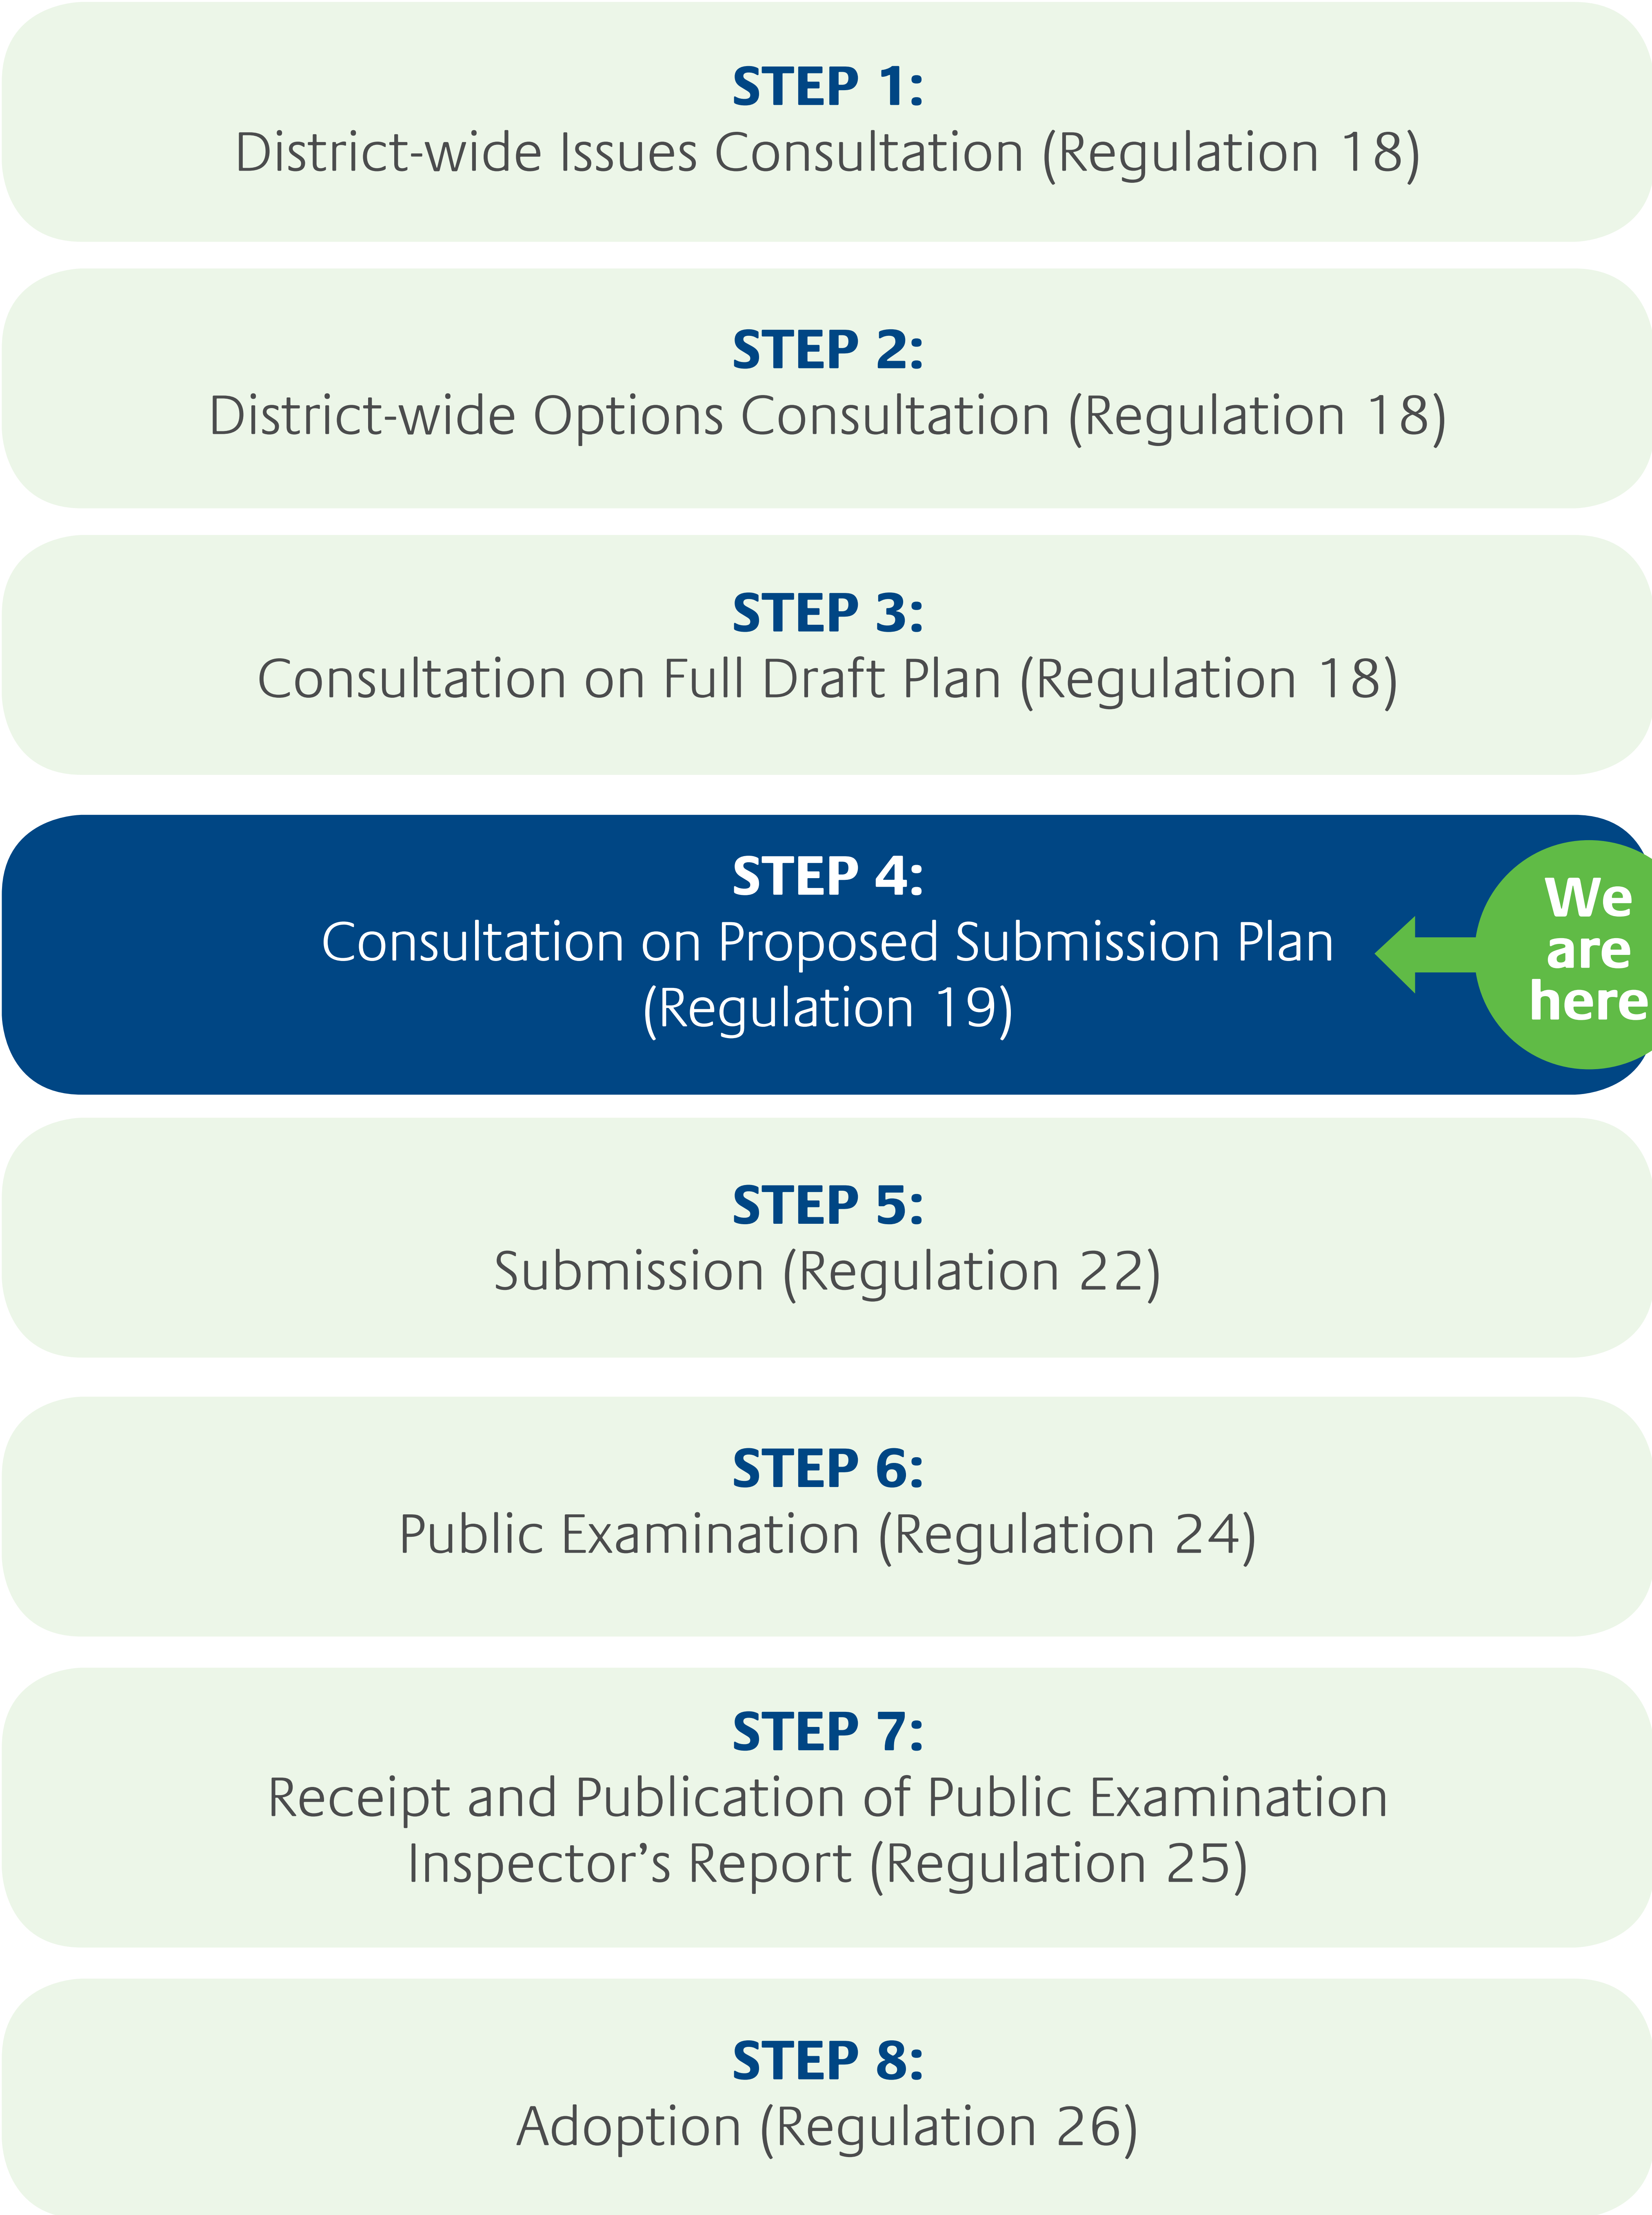 STEP 1:
District-wide Issues Consultation (Regulation 18)
STEP 2:
District-wide Options Consultation (Regulation 18)
STEP 3:
Consultation on Full Draft Plan (Regulation 18)
STEP 4:
Consultation on Proposed Submission Plan
(Regulation 19)
We
are
here
STEP 5:
Submission (Regulation 22)
STEP 6:
Public Examination (Regulation 24)
STEP 7:
Receipt and Publication of Public Examination
Inspector’s Report (Regulation 25)
STEP 8:
Adoption (Regulation 26)